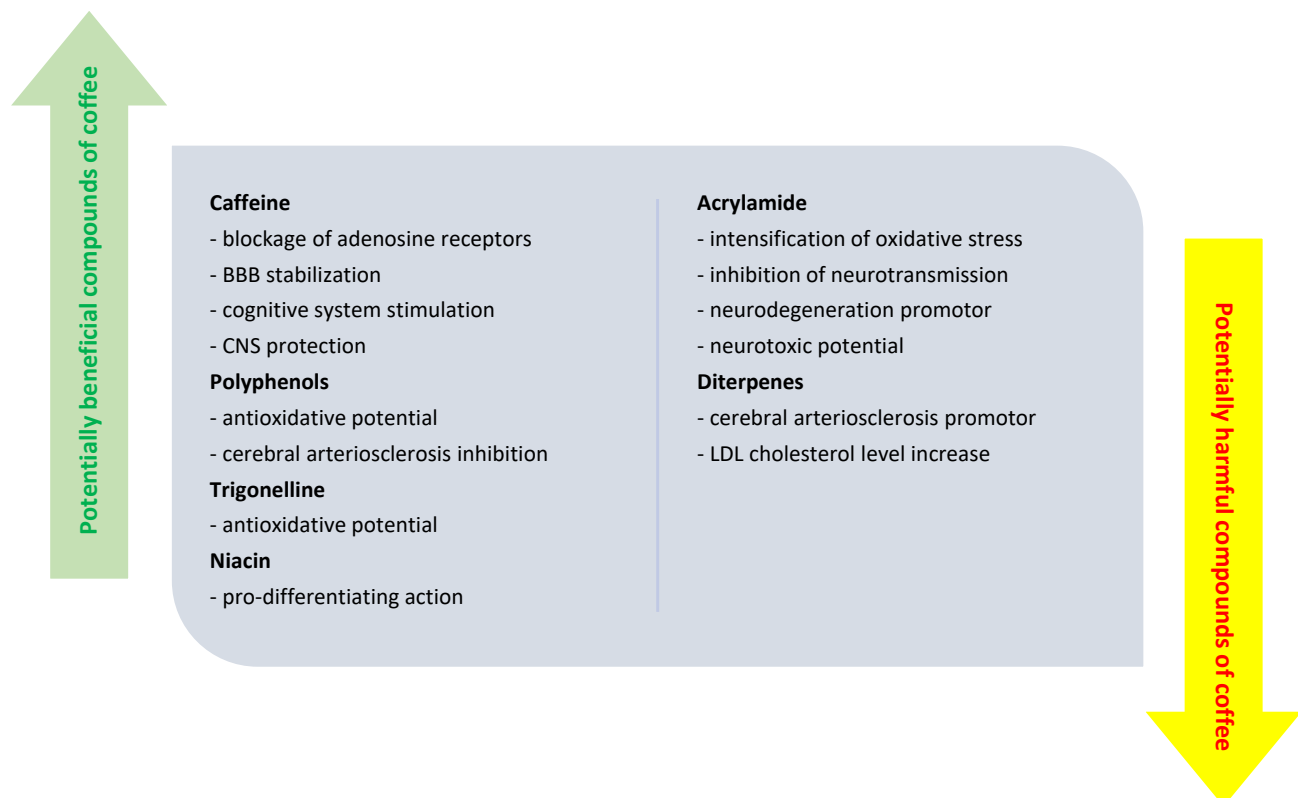 Potentially beneficial compounds of coffee
Caffeine
- blockage of adenosine receptors
- BBB stabilization
- cognitive system stimulation
- CNS protection
Polyphenols
- antioxidative potential
- cerebral arteriosclerosis inhibition
Trigonelline
- antioxidative potential
Niacin
- pro-differentiating action
Acrylamide
- intensification of oxidative stress
- inhibition of neurotransmission
- neurodegeneration promotor
- neurotoxic potential
Diterpenes
- cerebral arteriosclerosis promotor
- LDL cholesterol level increase
Potentially harmful compounds of coffee